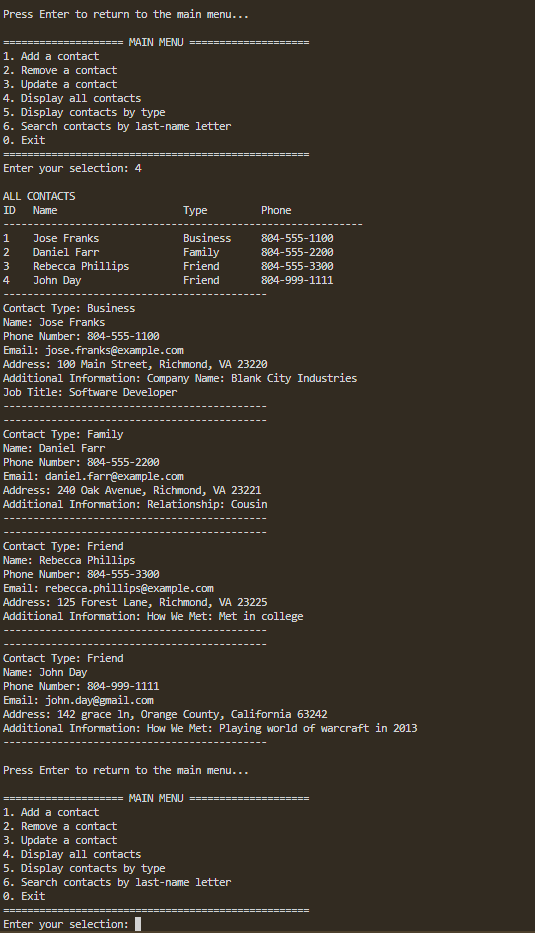 Press Enter to return to the main menu...
==================== MAIN MENU ====================
1. Add a contact
2. Remove a contact
3. Update a contact
4. Display all contacts
5. Display contacts by type
6. Search contacts by last-name letter
0. Exit
===================================================
Enter your selection: 4
ALL CONTACTS
ID   Name                     Type         Phone
------------------------------------------------------------
1    Jose Franks              Business     804-555-1100
2    Daniel Farr              Family       804-555-2200
3    Rebecca Phillips         Friend       804-555-3300
4    John Day                 Friend       804-999-1111
--------------------------------------------
Contact Type: Business
Name: Jose Franks
Phone Number: 804-555-1100
Email: jose.franks@example.com
Address: 100 Main Street, Richmond, VA 23220
Additional Information: Company Name: Blank City Industries
Job Title: Software Developer
--------------------------------------------
--------------------------------------------
Contact Type: Family
Name: Daniel Farr
Phone Number: 804-555-2200
Email: daniel.farr@example.com
Address: 240 Oak Avenue, Richmond, VA 23221
Additional Information: Relationship: Cousin
--------------------------------------------
--------------------------------------------
Contact Type: Friend
Name: Rebecca Phillips
Phone Number: 804-555-3300
Email: rebecca.phillips@example.com
Address: 125 Forest Lane, Richmond, VA 23225
Additional Information: How We Met: Met in college
--------------------------------------------
--------------------------------------------
Contact Type: Friend
Name: John Day
Phone Number: 804-999-1111
Email: john.day@gmail.com
Address: 142 grace ln, Orange County, California 63242
Additional Information: How We Met: Playing world of warcraft in 2013
--------------------------------------------
Press Enter to return to the main menu...
==================== MAIN MENU ====================
1. Add a contact
2. Remove a contact
3. Update a contact
4. Display all contacts
5. Display contacts by type
6. Search contacts by last-name letter
0. Exit
===================================================
Enter your selection: